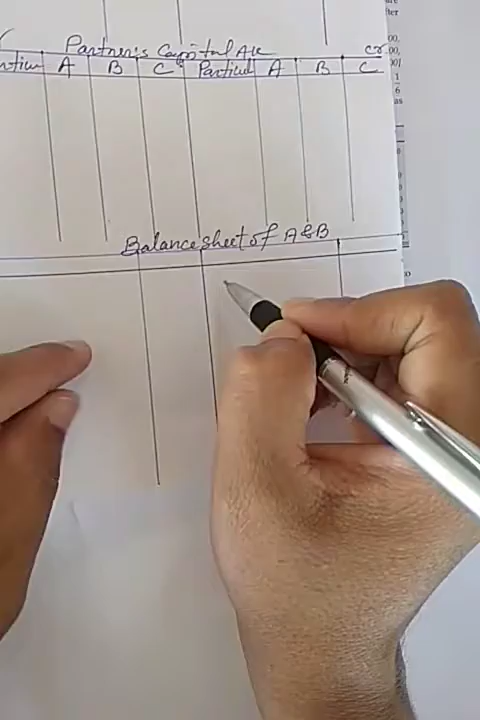 Partner's Capital A/c Cr.
A B C Particul A B C
Balance sheet of A & B